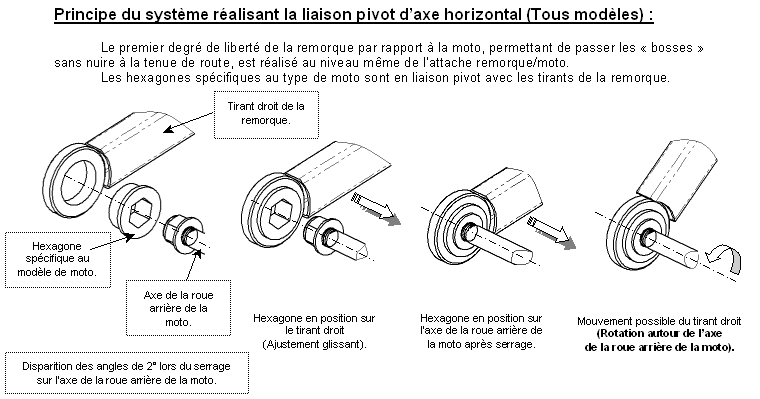 Principe du système réalisant la liaison pivot d'axe horizontal (Tous modèles) :
Le premier degré de liberté de la remorque par rapport à la moto, permettant de passer les « bosses »
sans nuire à la tenue de route, est réalisé au niveau même de l'attache remorque/moto.
Les hexagones spécifiques au type de moto sont en liaison pivot avec les tirants de la remorque.
Tirant droit de la
remorque.
Hexagone
spécifique au
modèle de moto.
Axe de la roue
arrière de la
moto.
Hexagone en position sur
le tirant droit
(Ajustement glissant).
Hexagone en position sur
l'axe de la roue arrière de
la moto après serrage.
Mouvement possible du tirant droit
(Rotation autour de l'axe
de la roue arrière de la moto).
Disparition des angles de 2° lors du serrage
sur l'axe de la roue arrière de la moto.